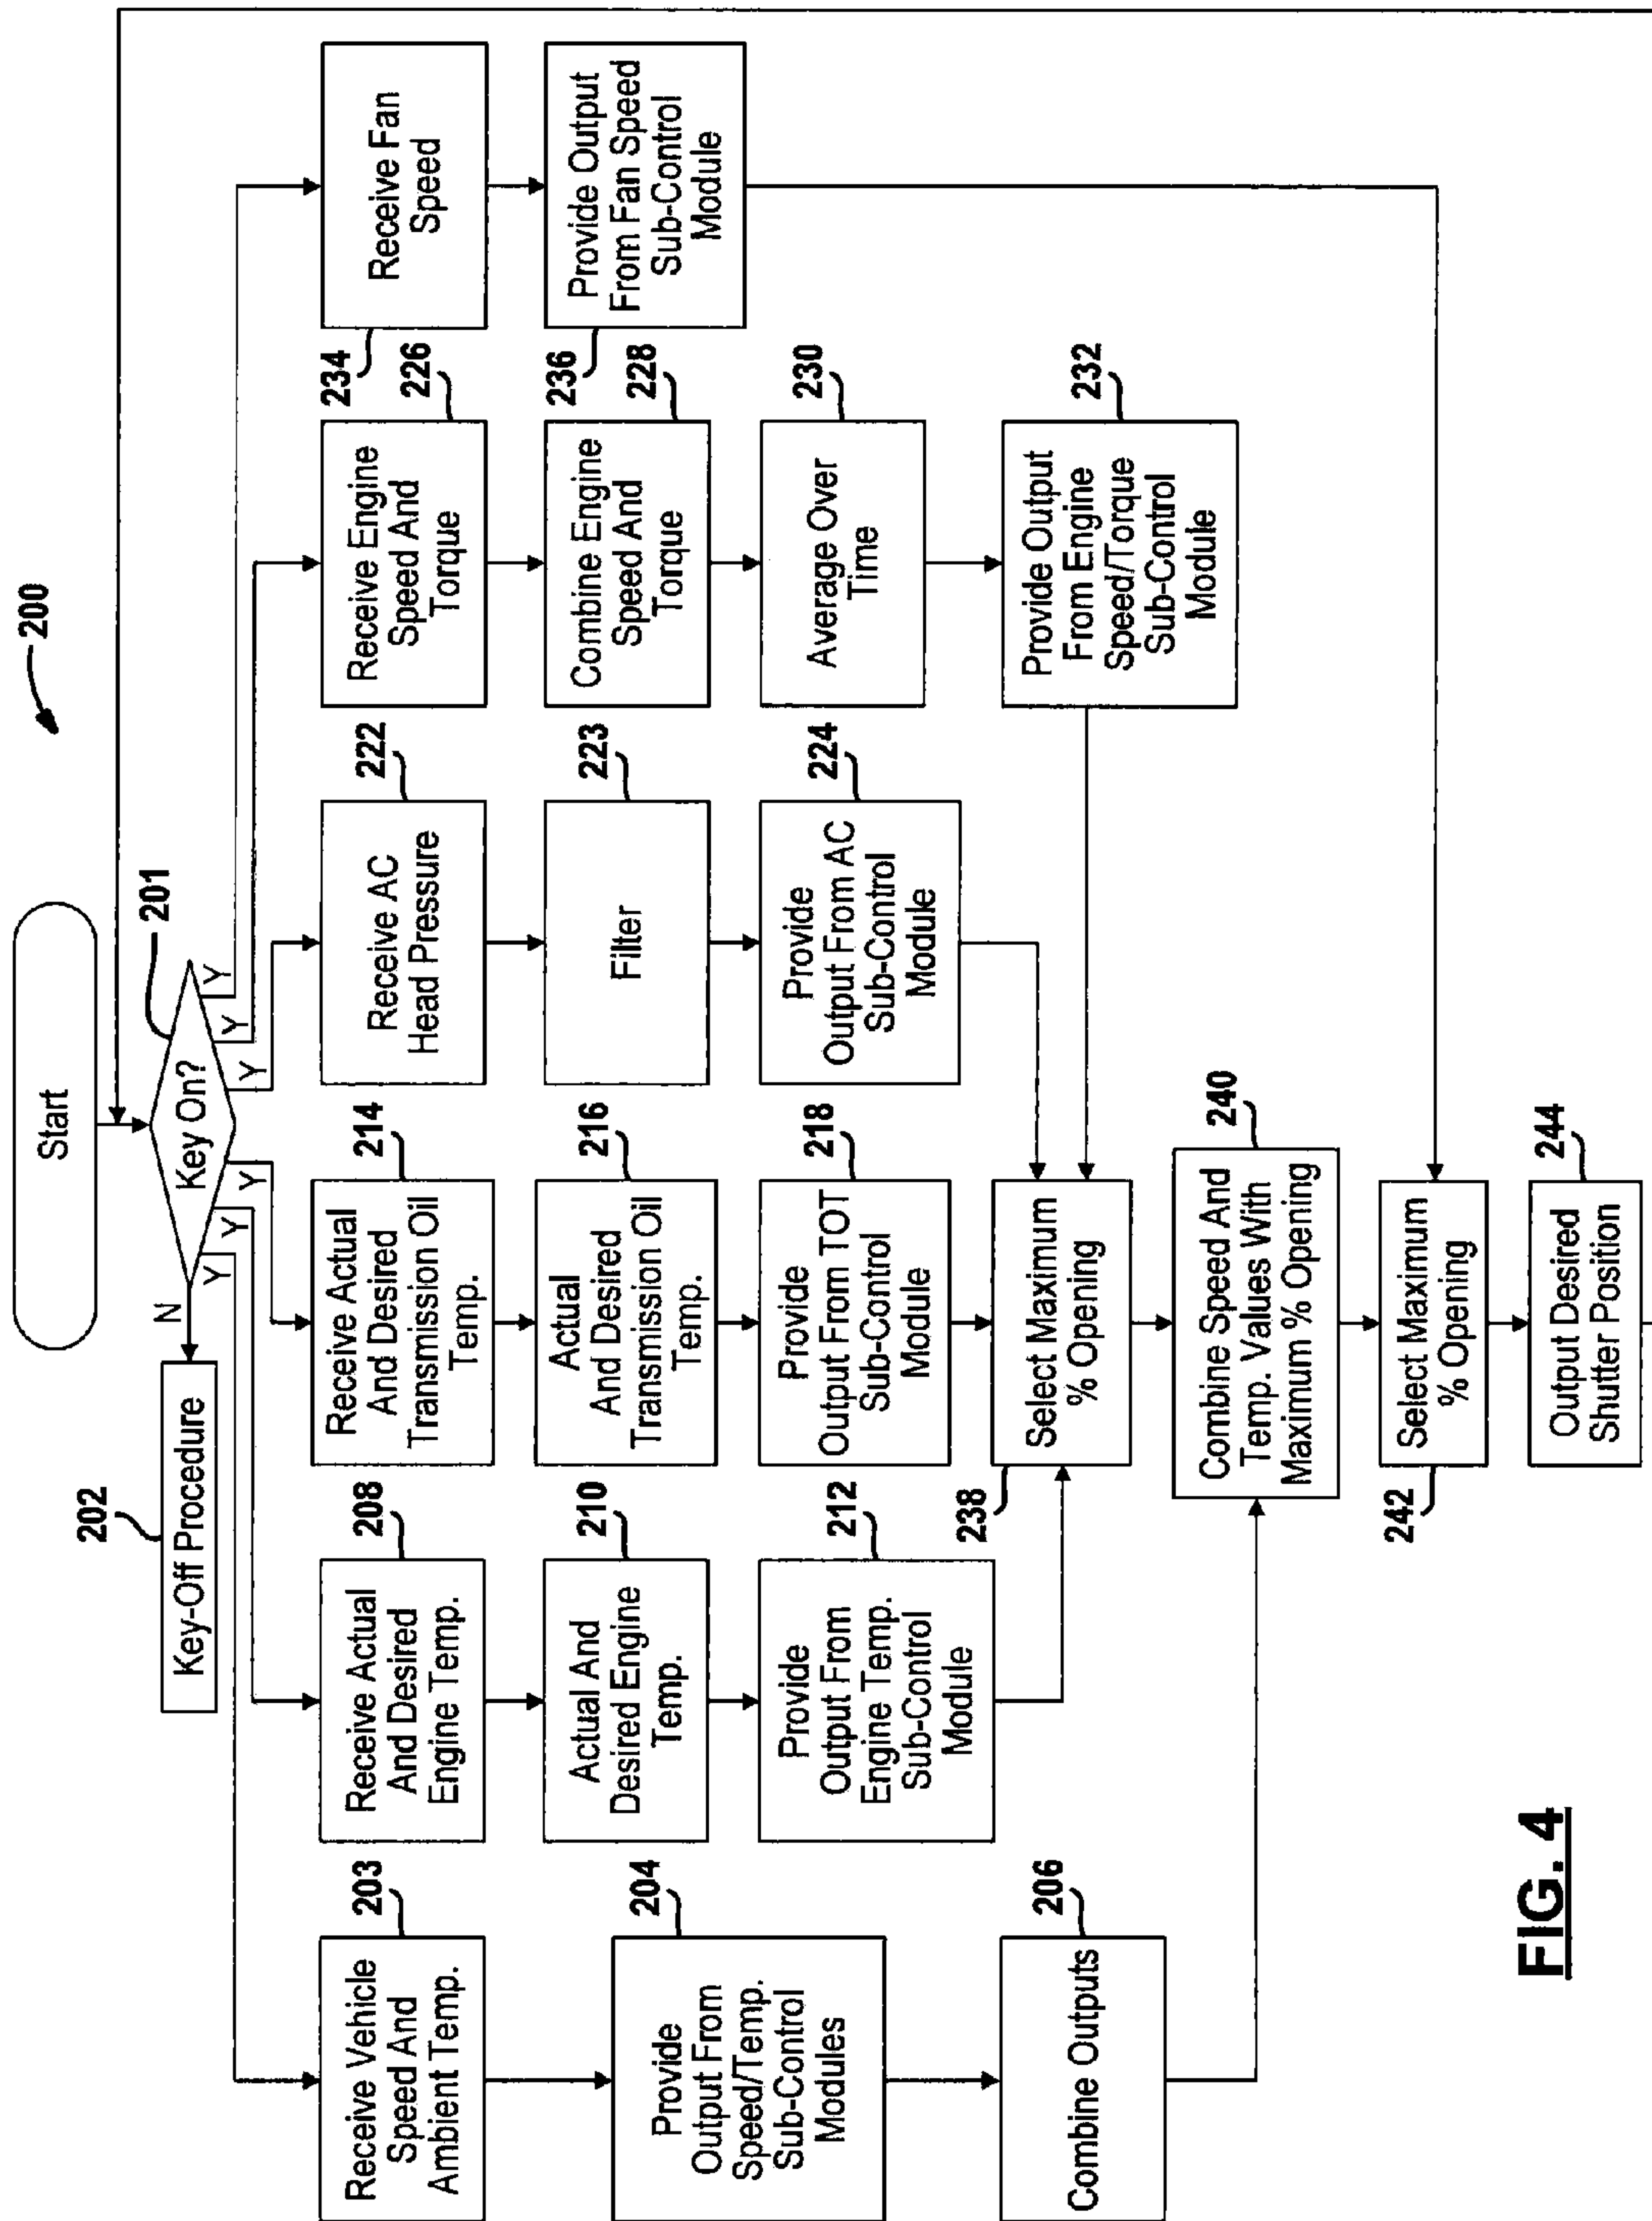 200
Start
201
Key On?
N
Y
Y
Y
Y
Y
Y
202
Key-Off Procedure
203
Receive Vehicle
Speed And
Ambient Temp.
204
Provide
Output From
Speed/Temp.
Sub-Control
Modules
206
Combine Outputs
208
Receive Actual
And Desired
Engine Temp.
210
Actual And
Desired Engine
Temp.
212
Provide
Output From
Engine Temp.
Sub-Control
Module
214
Receive Actual
And Desired
Transmission Oil
Temp.
216
Actual
And Desired
Transmission Oil
Temp.
218
Provide
Output From TOT
Sub-Control
Module
222
Receive AC
Head Pressure
223
Filter
224
Provide
Output From AC
Sub-Control
Module
226
Receive Engine
Speed And
Torque
228
Combine Engine
Speed And
Torque
230
Average Over
Time
232
Provide Output
From Engine
Speed/Torque
Sub-Control
Module
234
Receive Fan
Speed
236
Provide Output
From Fan Speed
Sub-Control
Module
238
Select Maximum
% Opening
240
Combine Speed And
Temp. Values With
Maximum % Opening
242
Select Maximum
% Opening
244
Output Desired
Shutter Position
FIG. 4